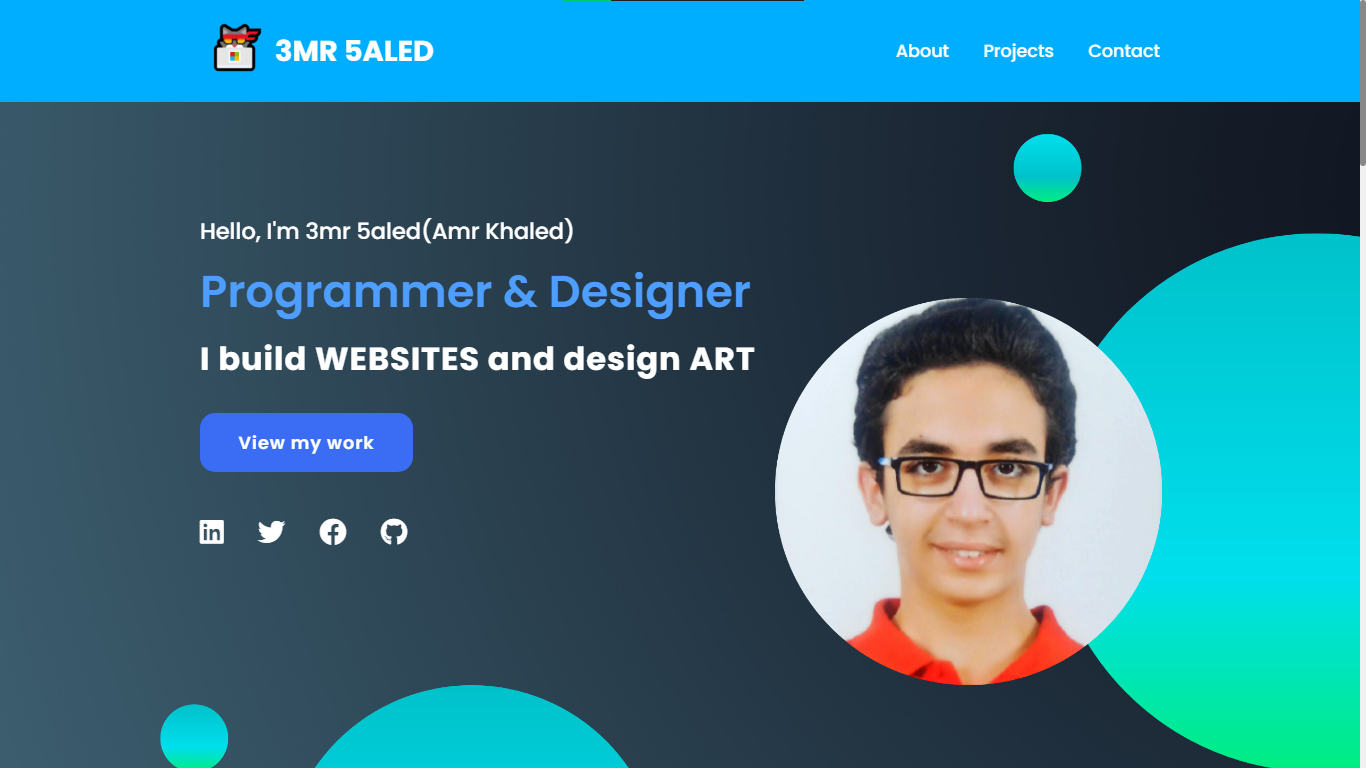 3MR 5ALED
About Projects Contact
Hello, I'm 3mr 5aled(Amr Khaled)
Programmer & Designer
I build WEBSITES and design ART
View my work
in